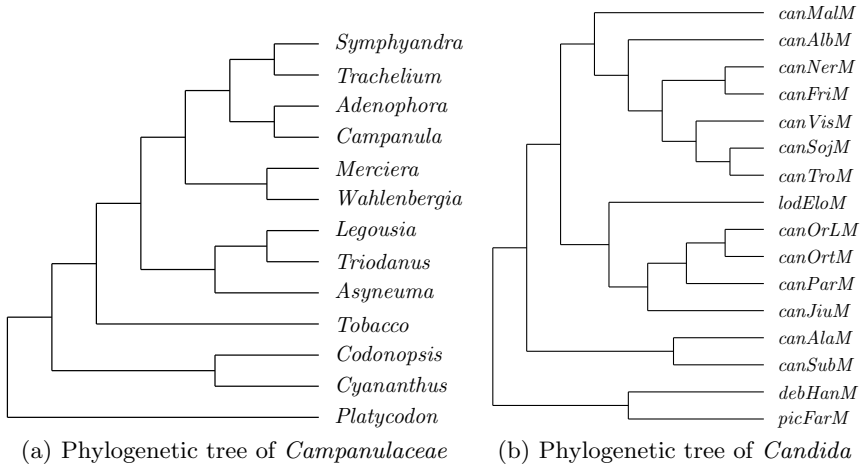 Symphyandra
Trachelium
Adenophora
Campanula
Merciera
Wahlenbergia
Legousia
Triodanus
Asyneuma
Tobacco
Codonopsis
Cyananthus
Platycodon
(a) Phylogenetic tree of Campanulaceae
canMalM
canAlbM
canNerM
canFriM
canVisM
canSojM
canTroM
lodEloM
canOrLM
canOrtM
canParM
canJiuM
canAlaM
canSubM
debHanM
picFarM
(b) Phylogenetic tree of Candida